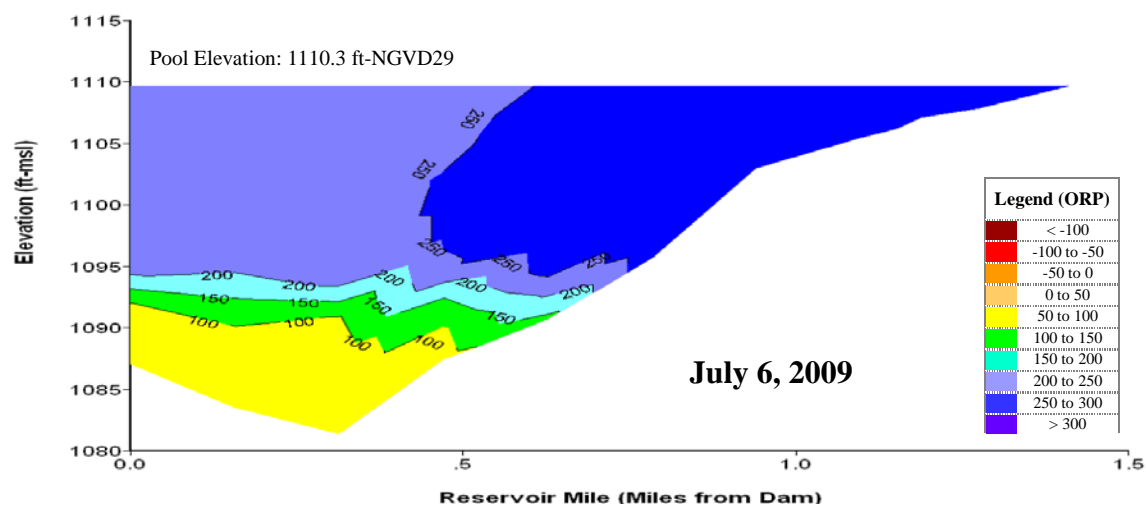 1115
Pool Elevation: 1110.3 ft-NGVD29
1110
250
1105
Elevation (ft-msl)
250
1100
Legend (ORP)
< -100
-100 to -50
-50 to 0
0 to 50
50 to 100
100 to 150
150 to 200
200 to 250
250 to 300
> 300
250
250
200
1095
200
200
200
200
150
150
150
1090
100
100
100
100
July 6, 2009
1085
1080
0.0
.5
1.0
1.5
Reservoir Mile (Miles from Dam)